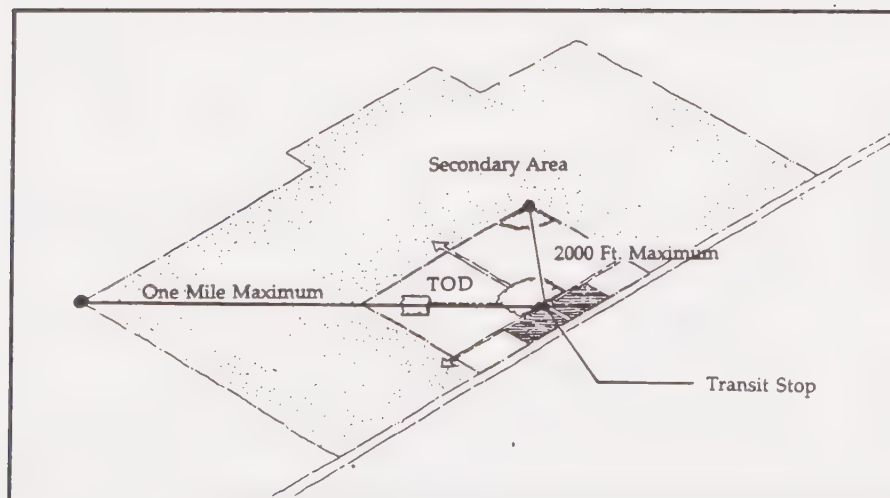 Secondary Area
2000 Ft. Maximum
TOD
One Mile Maximum
Transit Stop